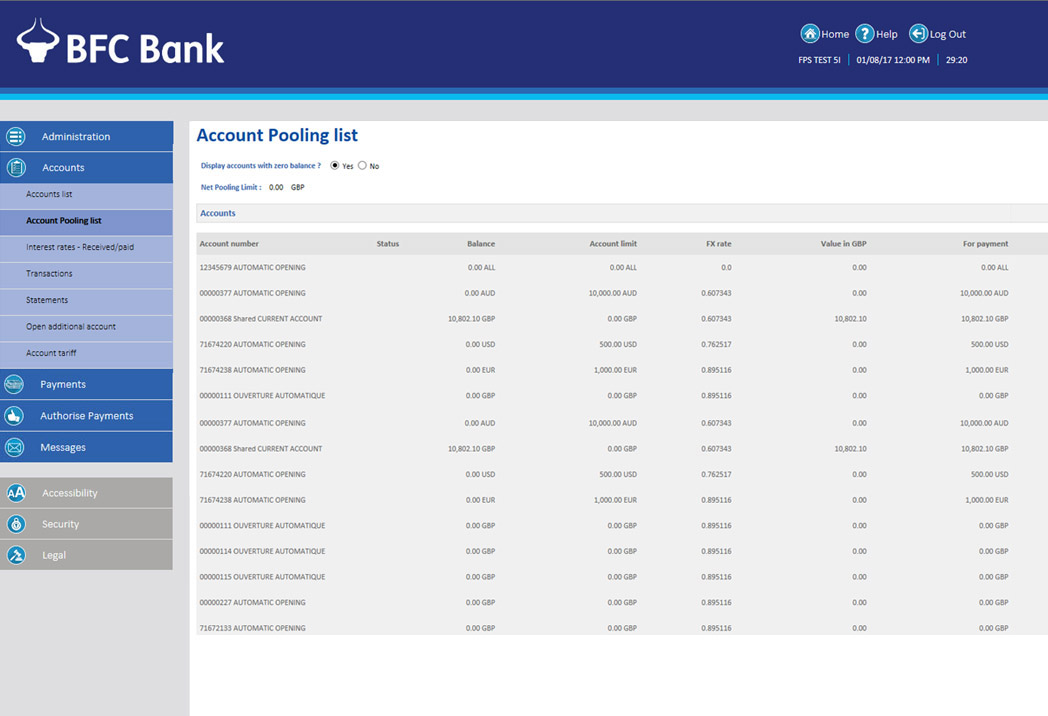 BFC Bank
Home Help Log Out
FPS TEST 5I 01/08/17 12:00 PM 29:20
Administration
Accounts
Accounts list
Account Pooling list
Interest rates - Received/paid
Transactions
Statements
Open additional account
Account tariff
Payments
Authorise Payments
Messages
AA Accessibility
Security
Legal
Account Pooling list
Display accounts with zero balance ? Yes No
Net Pooling Limit : 0.00 GBP
Accounts
Account number Status Balance Account limit FX rate Value in GBP For payment
12345679 AUTOMATIC OPENING 0.00 ALL 0.00 ALL 0.0 0.00 0.00 ALL
00000377 AUTOMATIC OPENING 0.00 AUD 10,000.00 AUD 0.607343 0.00 10,000.00 AUD
00000368 Shared CURRENT ACCOUNT 10,802.10 GBP 0.00 GBP 0.607343 10,802.10 10,802.10 GBP
71674220 AUTOMATIC OPENING 0.00 USD 500.00 USD 0.762517 0.00 500.00 USD
71674238 AUTOMATIC OPENING 0.00 EUR 1,000.00 EUR 0.895116 0.00 1,000.00 EUR
00000111 OUVERTURE AUTOMATIQUE 0.00 GBP 0.00 GBP 0.895116 0.00 0.00 GBP
00000377 AUTOMATIC OPENING 0.00 AUD 10,000.00 AUD 0.607343 0.00 10,000.00 AUD
00000368 Shared CURRENT ACCOUNT 10,802.10 GBP 0.00 GBP 0.607343 10,802.10 10,802.10 GBP
71674220 AUTOMATIC OPENING 0.00 USD 500.00 USD 0.762517 0.00 500.00 USD
71674238 AUTOMATIC OPENING 0.00 EUR 1,000.00 EUR 0.895116 0.00 1,000.00 EUR
00000111 OUVERTURE AUTOMATIQUE 0.00 GBP 0.00 GBP 0.895116 0.00 0.00 GBP
00000114 OUVERTURE AUTOMATIQUE 0.00 GBP 0.00 GBP 0.895116 0.00 0.00 GBP
00000115 OUVERTURE AUTOMATIQUE 0.00 GBP 0.00 GBP 0.895116 0.00 0.00 GBP
00000227 AUTOMATIC OPENING 0.00 GBP 0.00 GBP 0.895116 0.00 0.00 GBP
71672133 AUTOMATIC OPENING 0.00 GBP 0.00 GBP 0.895116 0.00 0.00 GBP